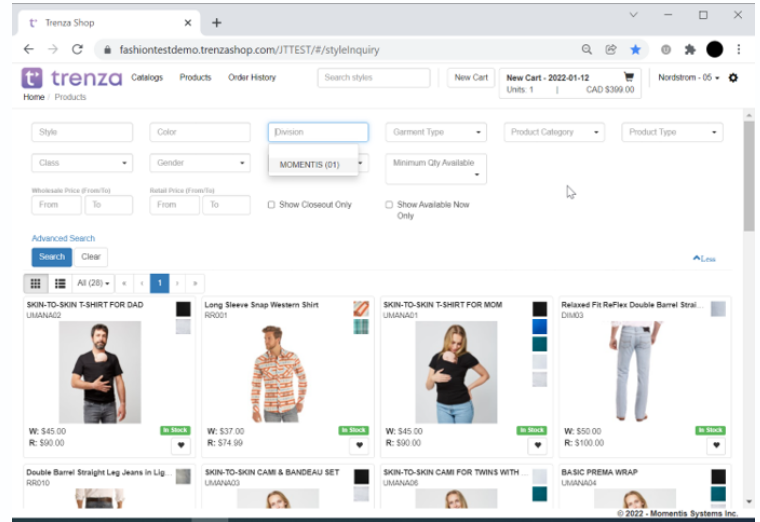 Trenza Shop
fashiontestdemo.trenzashop.com/JTTEST/#/styleInquiry
trenza Catalogs Products Order History Search styles New Cart New Cart - 2022-01-12 Nordstrom - 05
Units: 1 | CAD $399.00
Home / Products
Style Color Division Garment Type Product Category Product Type
Class Gender MOMENTIS (01) Minimum Qty Available
Wholesale Price (From/To) Retail Price (From/To)
From To From To Show Closeout Only Show Available Now Only
Advanced Search
Search Clear Less
All (28) « ‹ 1 › »
SKIN-TO-SKIN T-SHIRT FOR DAD Long Sleeve Snap Western Shirt SKIN-TO-SKIN T-SHIRT FOR MOM Relaxed Fit ReFlex Double Barrel Strai...
UMANA02 RR001 UMANA01 DIM03
W: $45.00 In Stock W: $37.00 In Stock W: $45.00 In Stock W: $50.00 In Stock
R: $90.00 R: $74.99 R: $90.00 R: $100.00
Double Barrel Straight Leg Jeans in Lig... SKIN-TO-SKIN CAMI & BANDEAU SET SKIN-TO-SKIN CAMI FOR TWINS WITH ... BASIC PREMA WRAP
RR010 UMANA03 UMANA06 UMANA04
© 2022 - Momentis Systems Inc.